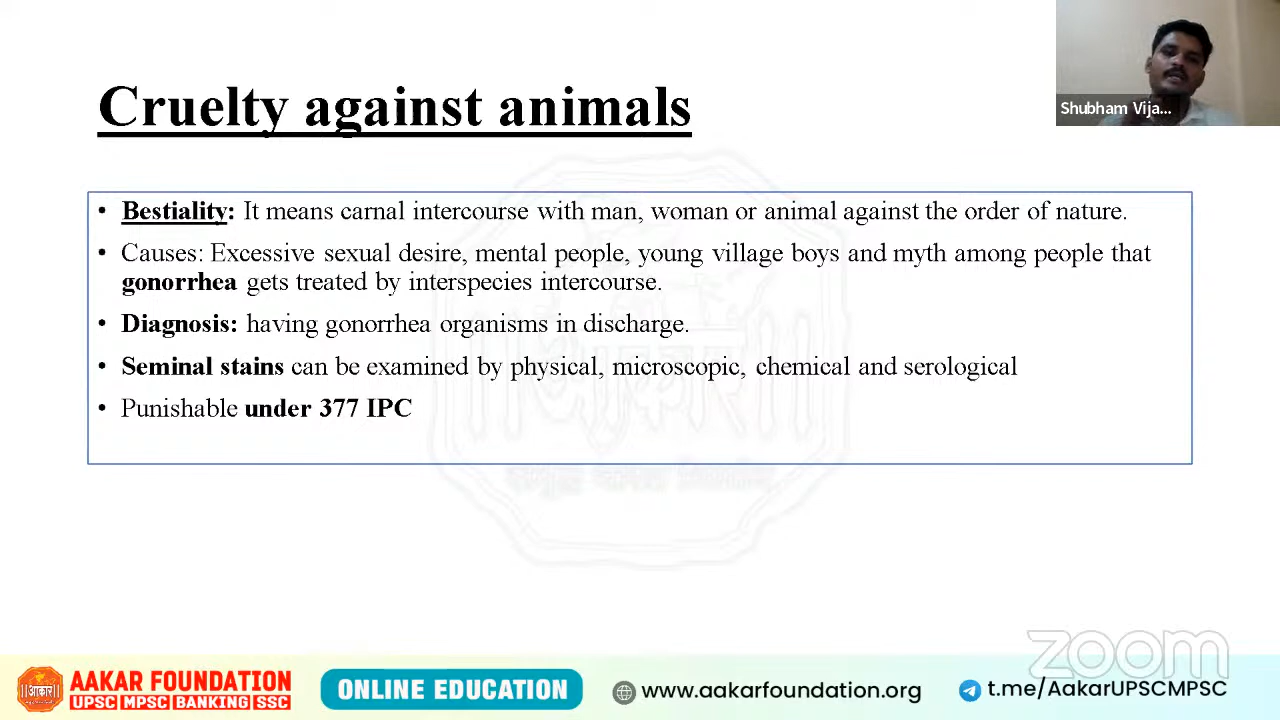 Cruelty against animals
Shubham Vija...
• Bestiality: It means carnal intercourse with man, woman or animal against the order of nature.
• Causes: Excessive sexual desire, mental people, young village boys and myth among people that
gonorrhea gets treated by interspecies intercourse.
• Diagnosis: having gonorrhea organisms in discharge.
• Seminal stains can be examined by physical, microscopic, chemical and serological
• Punishable under 377 IPC
आकार
zoom
आकार
AAKAR FOUNDATION
UPSC MPSC BANKING SSC
ONLINE EDUCATION
www.aakarfoundation.org
t.me/AakarUPSCMPSC